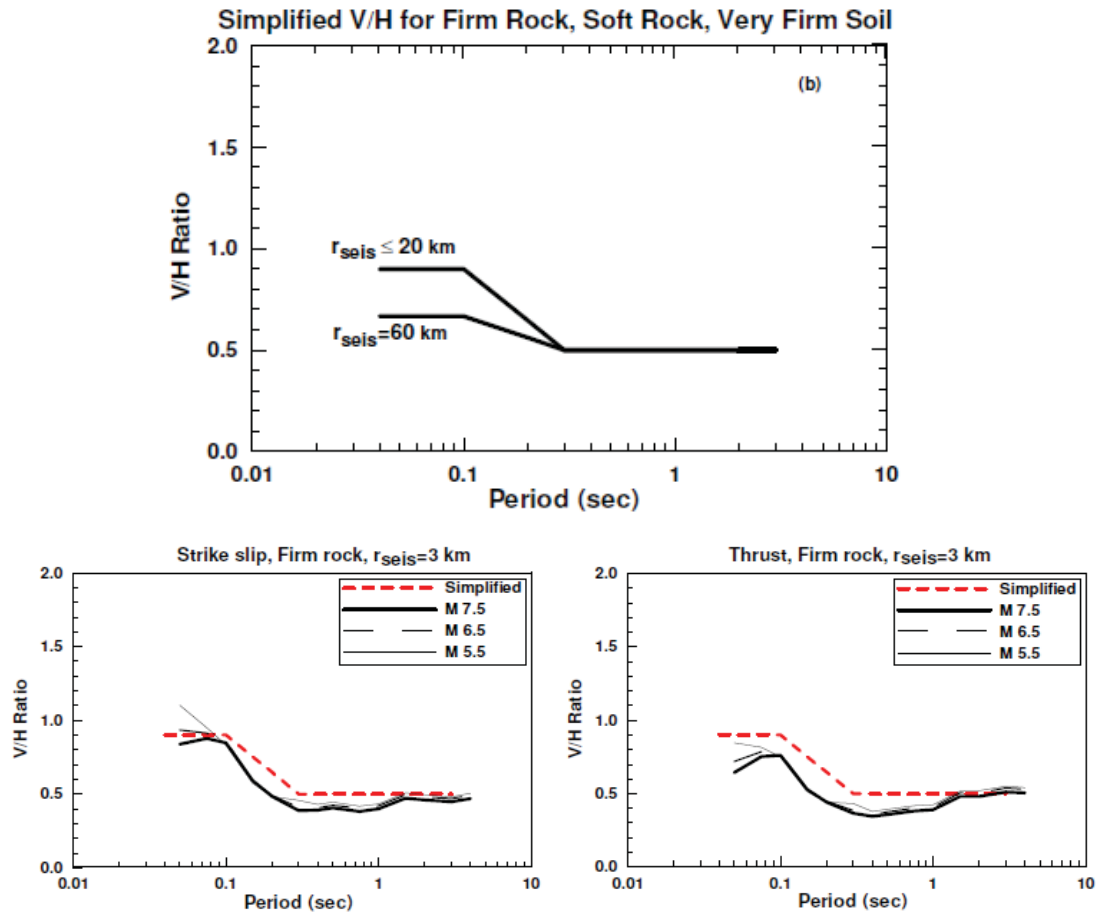 Simplified V/H for Firm Rock, Soft Rock, Very Firm Soil
2.0
(b)
1.5
V/H Ratio
r_seis ≤ 20 km
1.0
r_seis=60 km
0.5
0.0
0.01 0.1 1 10
Period (sec)
Strike slip, Firm rock, r_seis=3 km
2.0
Simplified
M 7.5
M 6.5
M 5.5
1.5
V/H Ratio
1.0
0.5
0.0
0.01 0.1 1 10
Period (sec)
Thrust, Firm rock, r_seis=3 km
2.0
Simplified
M 7.5
M 6.5
M 5.5
1.5
V/H Ratio
1.0
0.5
0.0
0.01 0.1 1 10
Period (sec)